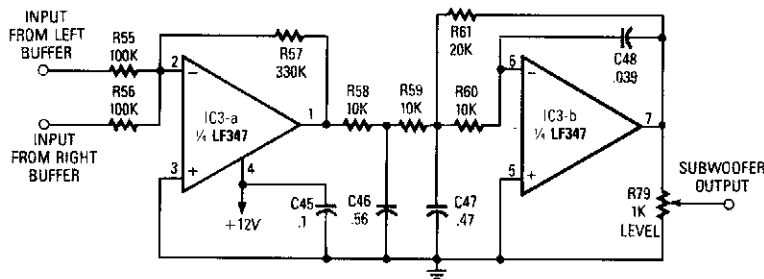 INPUT
FROM LEFT
BUFFER
R55
100K
R56
100K
INPUT
FROM RIGHT
BUFFER
2
3
R57
330K
IC3-a
¼ LF347
1
4
+12V
C45
.1
R58
10K
C46
.56
R59
10K
C47
.47
R61
20K
R60
10K
C48
.039
6
5
IC3-b
¼ LF347
7
R79
1K
LEVEL
SUBWOOFER
OUTPUT